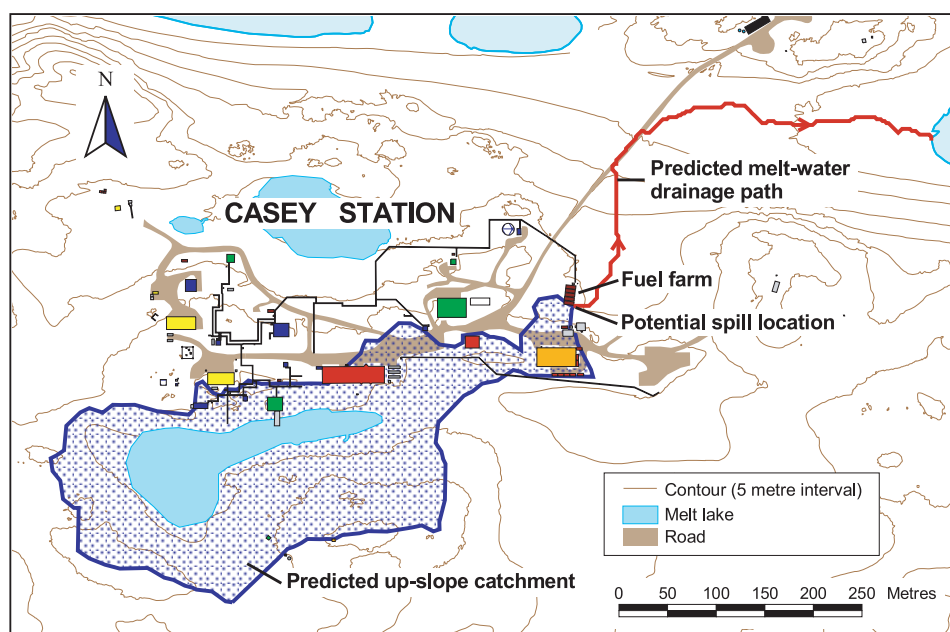 N
CASEY STATION
Predicted melt-water
drainage path
Fuel farm
Potential spill location
Predicted up-slope catchment
Contour (5 metre interval)
Melt lake
Road
0 50 100 150 200 250 Metres